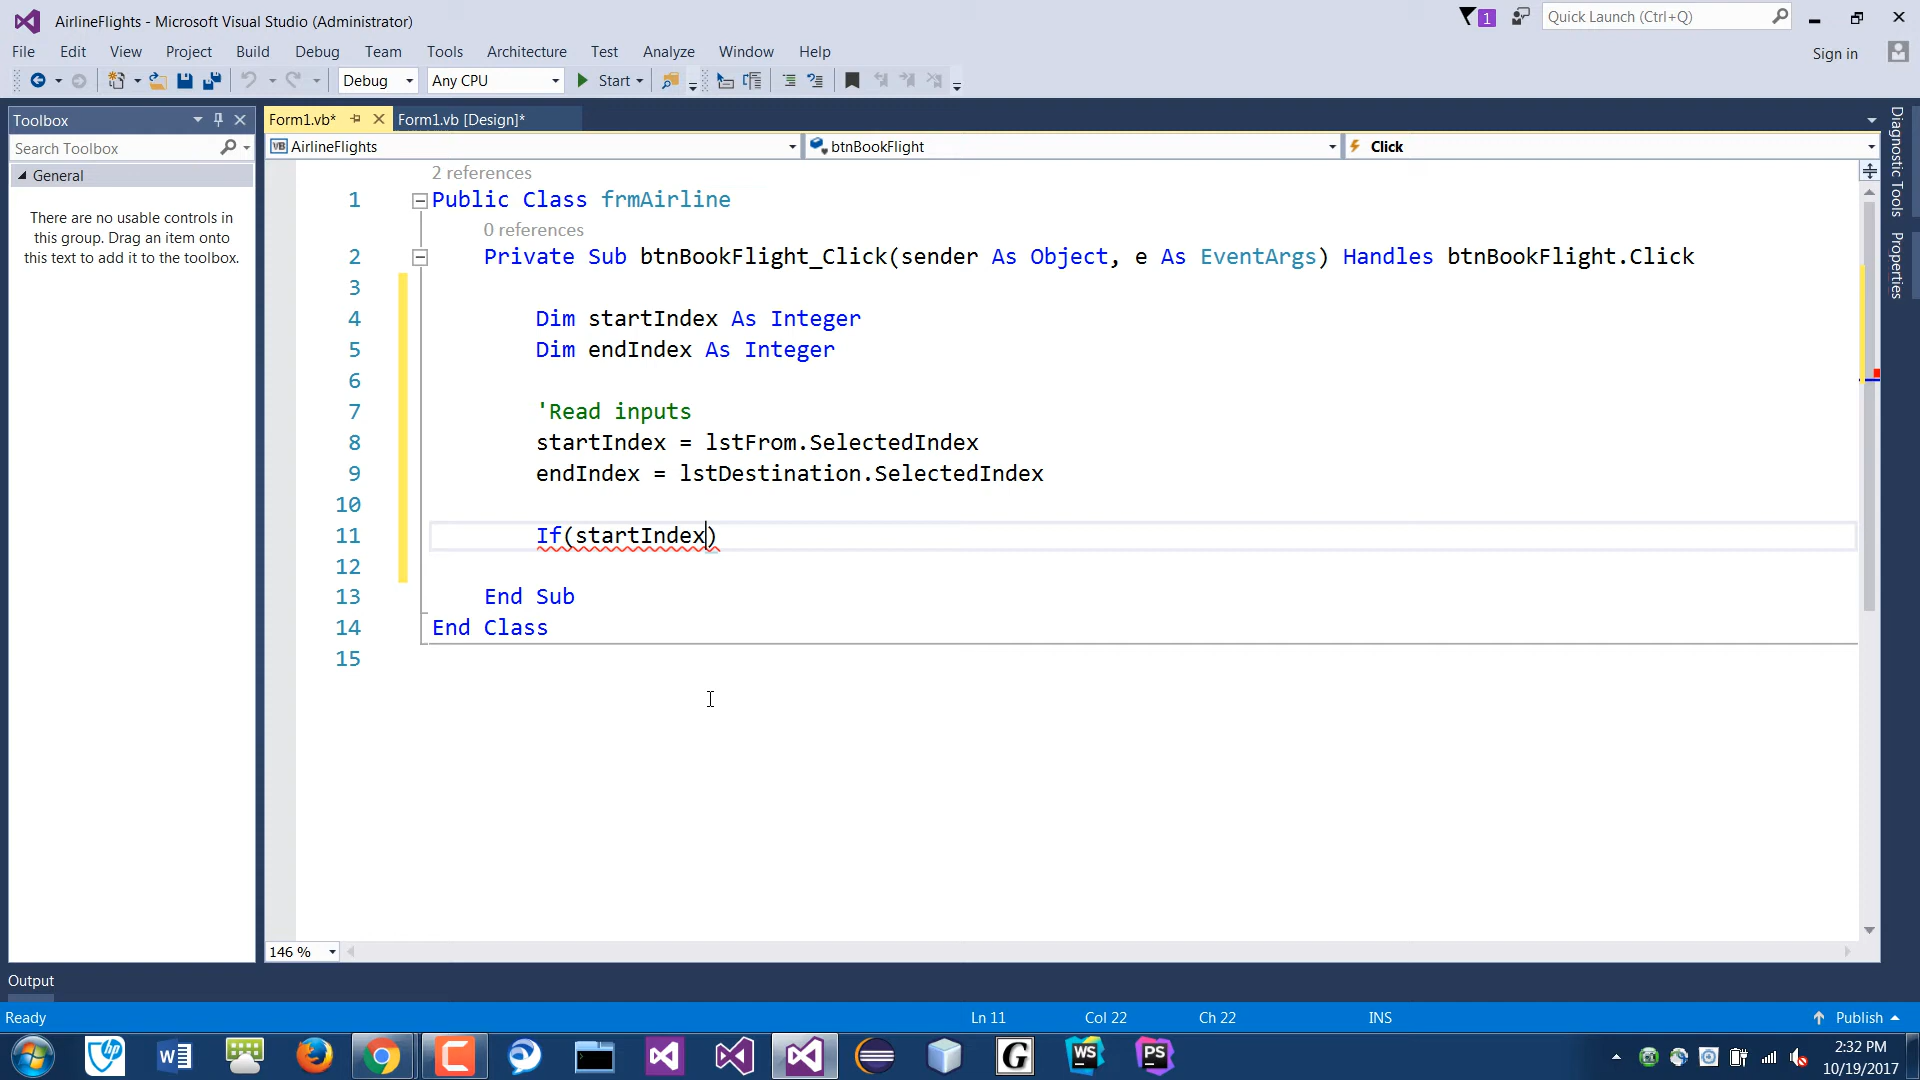 AirlineFlights - Microsoft Visual Studio (Administrator)
1
Quick Launch (Ctrl+Q)
File Edit View Project Build Debug Team Tools Architecture Test Analyze Window Help
Sign in
Debug Any CPU Start
Toolbox
Form1.vb* Form1.vb [Design]*
Search Toolbox
VB AirlineFlights btnBookFlight Click
General
There are no usable controls in
this group. Drag an item onto
this text to add it to the toolbox.
2 references
1 Public Class frmAirline
0 references
2 Private Sub btnBookFlight_Click(sender As Object, e As EventArgs) Handles btnBookFlight.Click
3
4 Dim startIndex As Integer
5 Dim endIndex As Integer
6
7 'Read inputs
8 startIndex = lstFrom.SelectedIndex
9 endIndex = lstDestination.SelectedIndex
10
11 If(startIndex)
12
13 End Sub
14 End Class
15
Diagnostic Tools
Properties
146 %
Output
Ready Ln 11 Col 22 Ch 22 INS Publish
hp
W
C
G
WS
PS
2:32 PM
10/19/2017